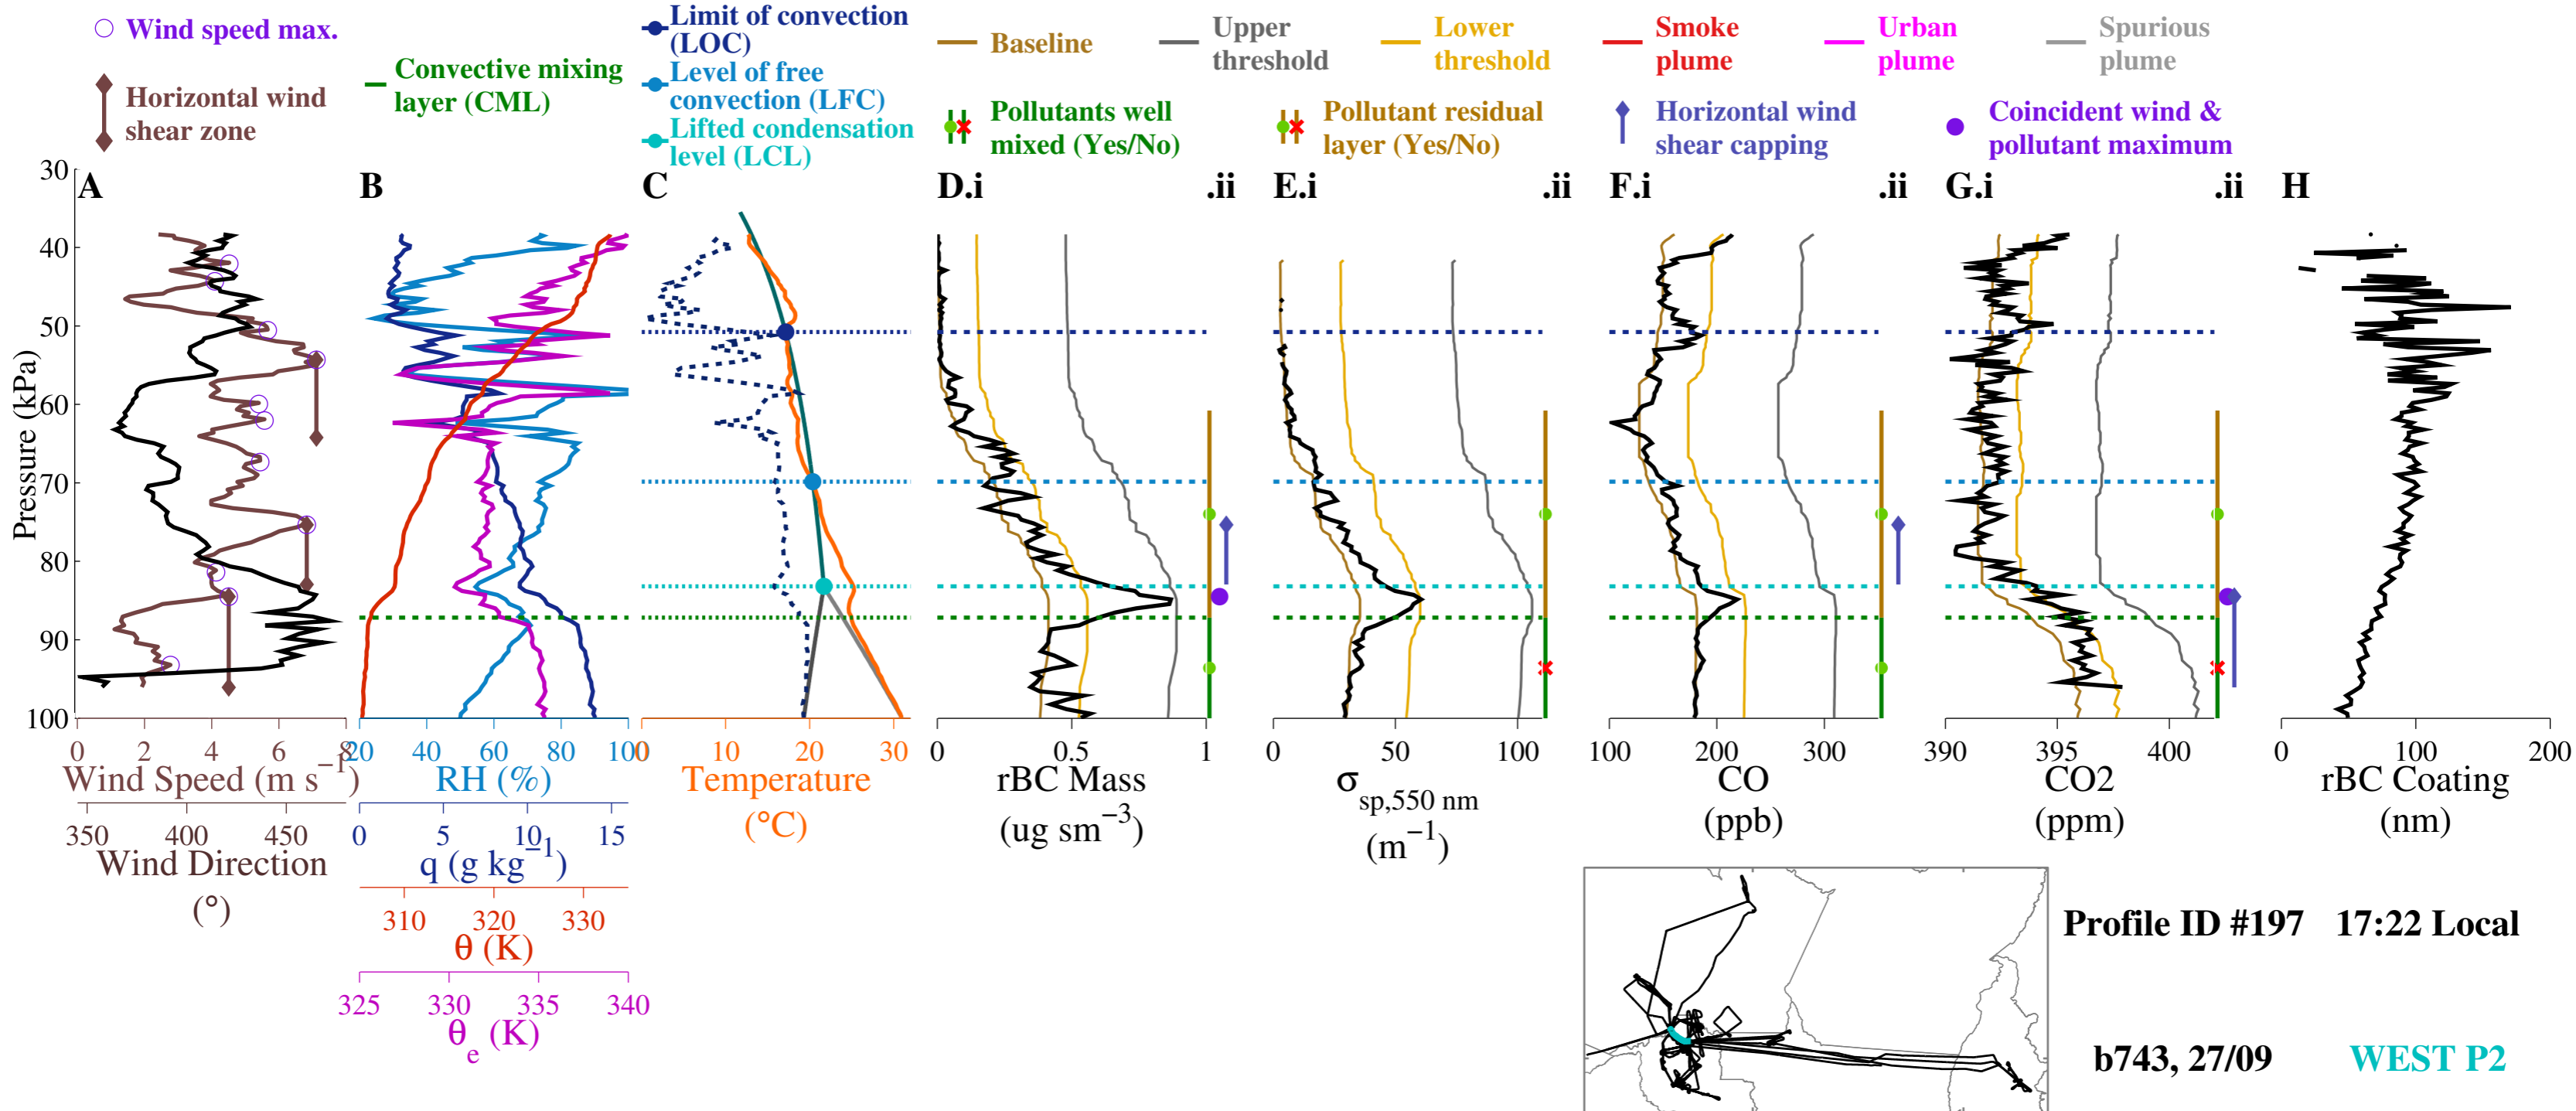 Wind speed max.
Horizontal wind
shear zone
Convective mixing
layer (CML)
Limit of convection
(LOC)
Level of free
convection (LFC)
Lifted condensation
level (LCL)
Baseline
Upper
threshold
Lower
threshold
Smoke
plume
Urban
plume
Spurious
plume
Pollutants well
mixed (Yes/No)
Pollutant residual
layer (Yes/No)
Horizontal wind
shear capping
Coincident wind &
pollutant maximum
A
B
C
D.i
.ii
E.i
.ii
F.i
.ii
G.i
.ii
H
Pressure (kPa)
30
40
50
60
70
80
90
100
0 2 4 6 8
Wind Speed (m s−1)
350 400 450
Wind Direction
(°)
20 40 60 80 100
RH (%)
0 5 10 15
q (g kg−1)
310 320 330
θ (K)
325 330 335 340
θe (K)
0 10 20 30
Temperature
(°C)
0 0.5 1
rBC Mass
(ug sm−3)
0 50 100
σsp,550 nm
(m−1)
100 200 300
CO
(ppb)
390 395 400
CO2
(ppm)
0 100 200
rBC Coating
(nm)
Profile ID #197 17:22 Local
b743, 27/09 WEST P2